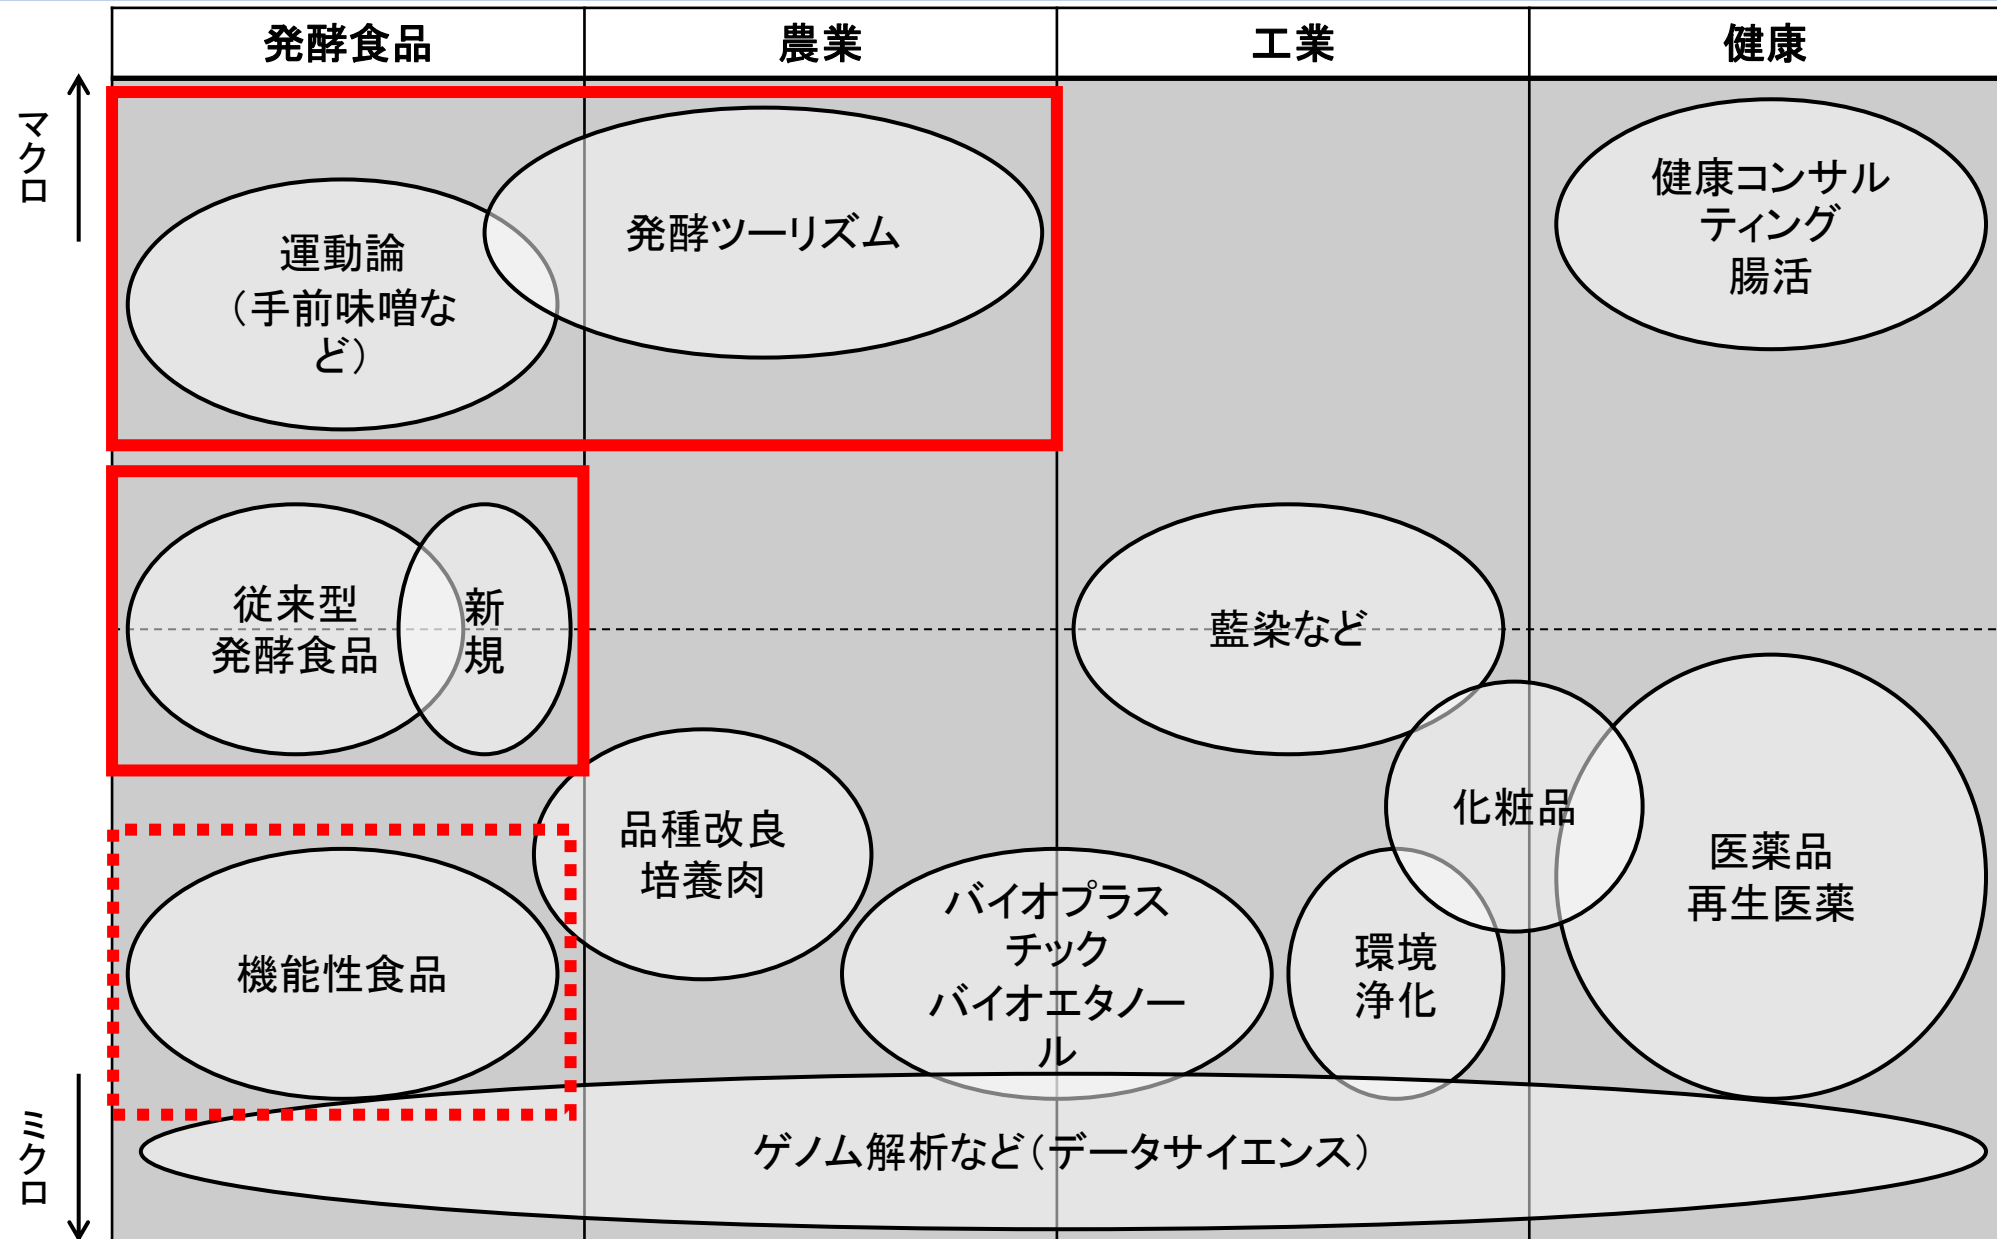 発酵食品
農業
工業
健康
マクロ
運動論
（手前味噌な
ど）
発酵ツーリズム
健康コンサル
ティング
腸活
従来型
発酵食品
新
規
藍染など
品種改良
培養肉
化粧品
医薬品
再生医薬
機能性食品
バイオプラス
チック
バイオエタノー
ル
環境
浄化
ミクロ
ゲノム解析など（データサイエンス）